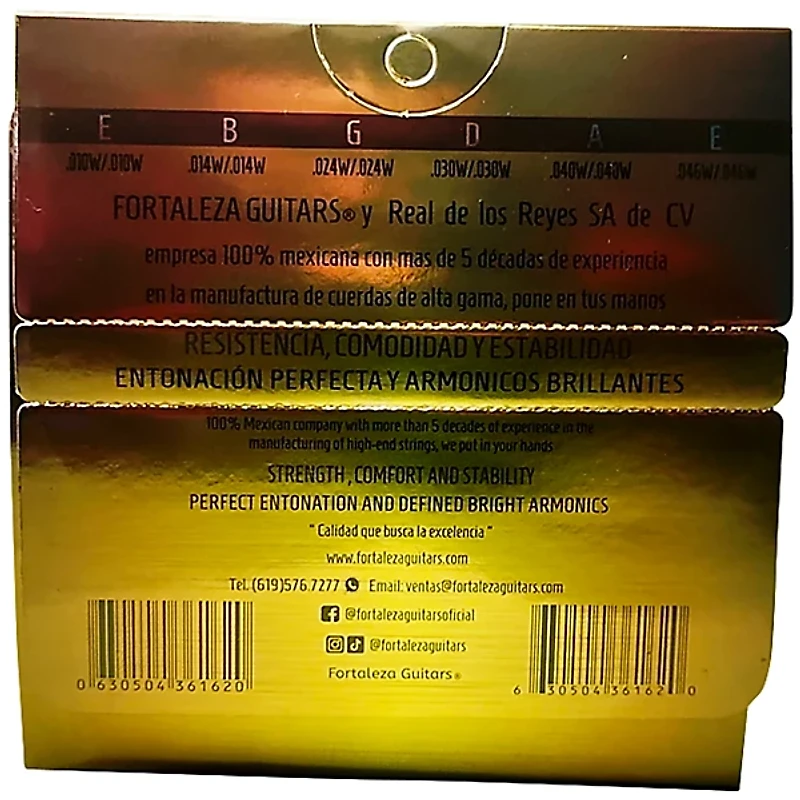 E B G D A E
.010W/.010W .014W/.014W .024W/.024W .030W/.030W .040W/.040W .046W/.046W
FORTALEZA GUITARS® y Real de los Reyes SA de CV
empresa 100% mexicana con mas de 5 décadas de experiencia
en la manufactura de cuerdas de alta gama, pone en tus manos
RESISTENCIA, COMODIDAD Y ESTABILIDAD
ENTONACIÓN PERFECTA Y ARMONICOS BRILLANTES
100% Mexican company with more than 5 decades of experience in the
manufacturing of high-end strings, we put in your hands
STRENGTH, COMFORT AND STABILITY
PERFECT ENTONATION AND DEFINED BRIGHT ARMONICS
"Calidad que busca la excelencia"
www.fortalezaguitars.com
Tel. (619)576.7277 Email: ventas@fortalezaguitars.com
@fortalezaguitarsoficial
@fortalezaguitars
Fortaleza Guitars®
0 630504 361620
6 30504 36162 0